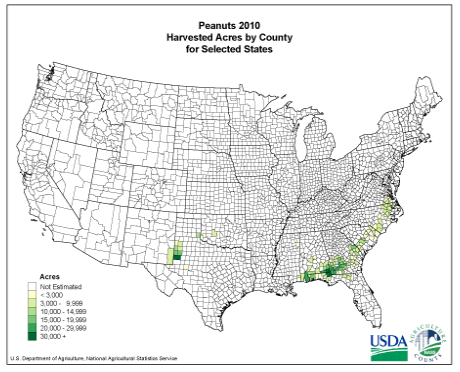 Peanuts 2010
Harvested Acres by County
for Selected States
Acres
Not Estimated
< 3,000
3,000 - 9,999
10,000 - 14,999
15,000 - 19,999
20,000 - 29,999
30,000 +
U.S. Department of Agriculture, National Agricultural Statistics Service
USDA
AGRICULTURE
COUNTS